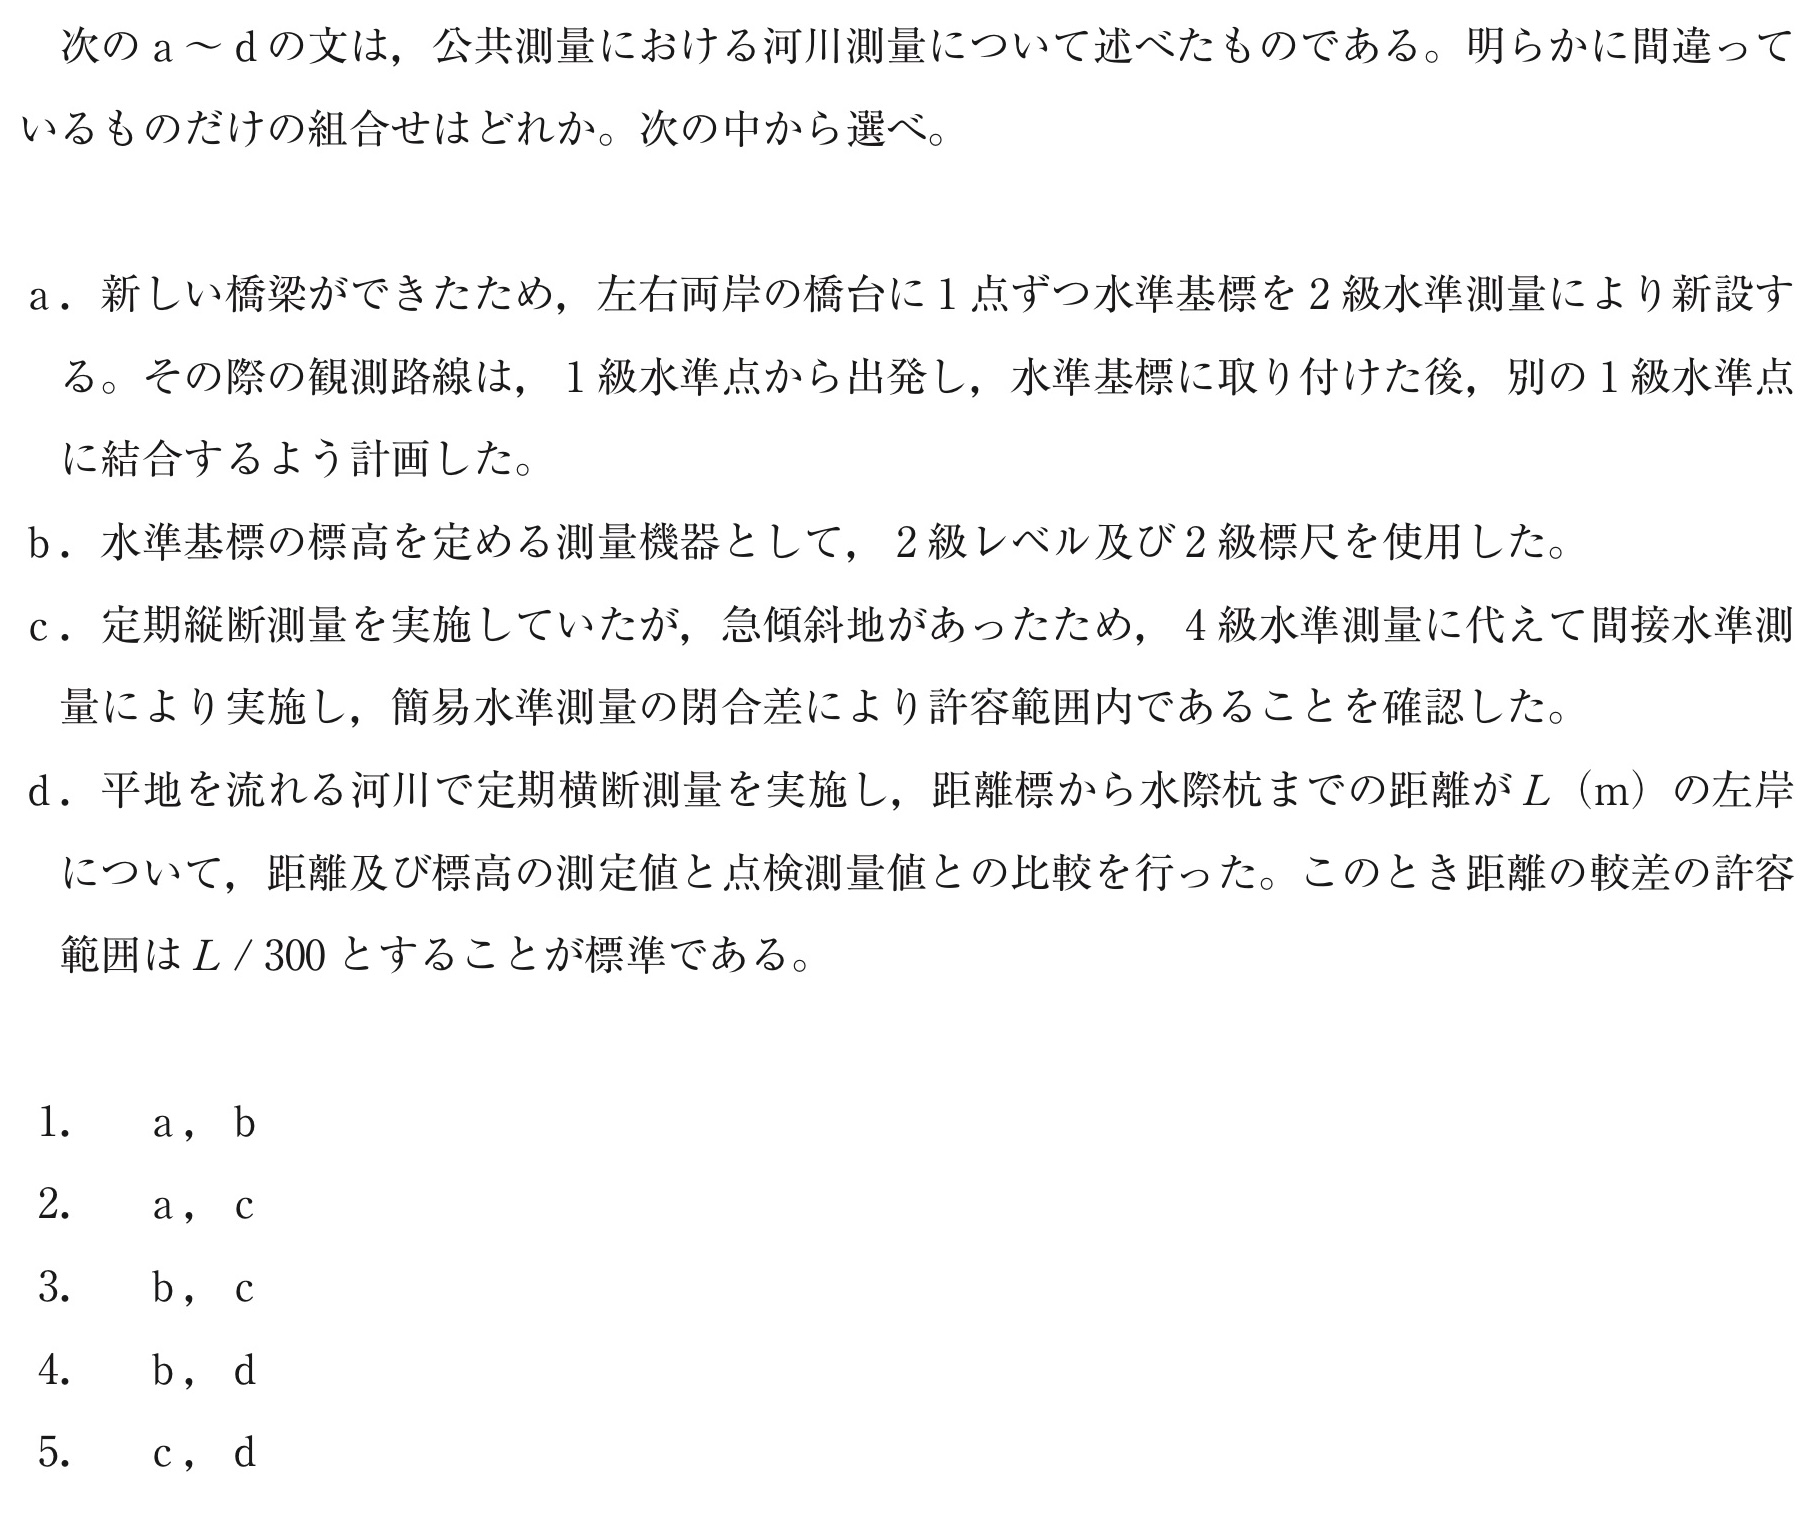 次の a ～ d の文は，公共測量における河川測量について述べたものである。明らかに間違って
いるものだけの組合せはどれか。次の中から選べ。
a．新しい橋梁ができたため，左右両岸の橋台に 1 点ずつ水準基標を 2 級水準測量により新設す
る。その際の観測路線は，1 級水準点から出発し，水準基標に取り付けた後，別の 1 級水準点
に結合するよう計画した。
b．水準基標の標高を定める測量機器として，2 級レベル及び 2 級標尺を使用した。
c．定期縦断測量を実施していたが，急傾斜地があったため，4 級水準測量に代えて間接水準測
量により実施し，簡易水準測量の閉合差により許容範囲内であることを確認した。
d．平地を流れる河川で定期横断測量を実施し，距離標から水際杭までの距離が L（m）の左岸
について，距離及び標高の測定値と点検測量値との比較を行った。このとき距離の較差の許容
範囲は L / 300 とすることが標準である。
1. a， b
2. a， c
3. b， c
4. b， d
5. c， d